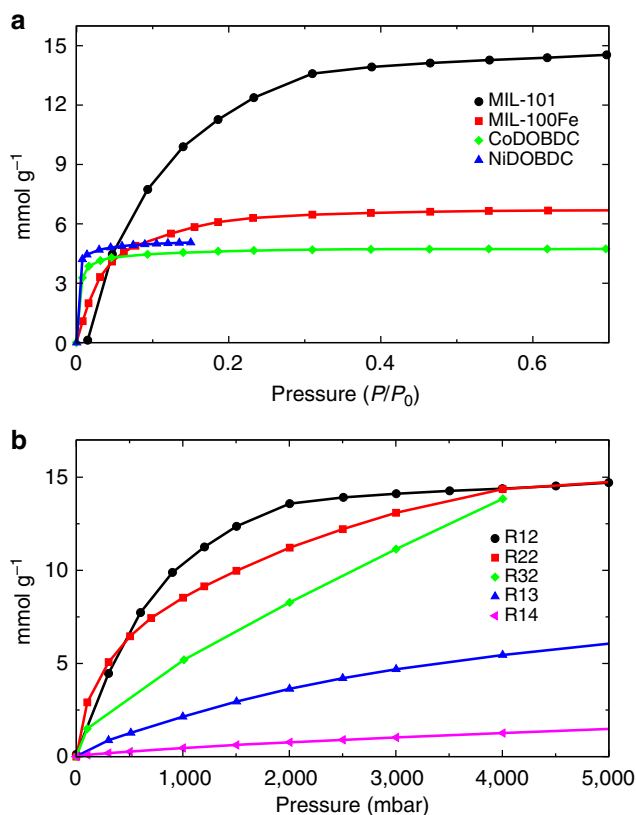 a
15
12
9
6
3
0
mmol g⁻¹
MIL-101
MIL-100Fe
CoDOBDC
NiDOBDC
0 0.2 0.4 0.6
Pressure (P/P₀)
b
20
15
10
5
0
mmol g⁻¹
R12
R22
R32
R13
R14
0 1,000 2,000 3,000 4,000 5,000
Pressure (mbar)